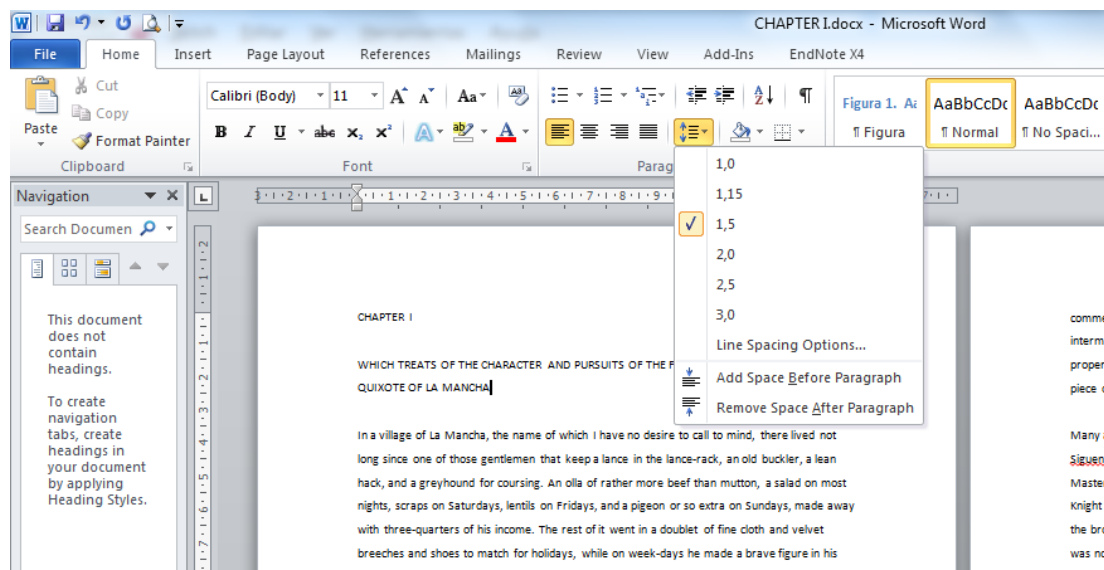 CHAPTER I.docx - Microsoft Word
File Home Insert Page Layout References Mailings Review View Add-Ins EndNote X4
Cut
Copy
Paste
Format Painter
Clipboard
Calibri (Body) 11
Font
Parag
Figura 1. Aa
¶ Figura
AaBbCcDc
¶ Normal
AaBbCcDc
¶ No Spaci...
1,0
1,15
1,5
2,0
2,5
3,0
Line Spacing Options...
Add Space Before Paragraph
Remove Space After Paragraph
Navigation
Search Documen
This document
does not
contain
headings.
To create
navigation
tabs, create
headings in
your document
by applying
Heading Styles.
CHAPTER I
WHICH TREATS OF THE CHARACTER AND PURSUITS OF THE F
QUIXOTE OF LA MANCHA
In a village of La Mancha, the name of which I have no desire to call to mind, there lived not
long since one of those gentlemen that keep a lance in the lance-rack, an old buckler, a lean
hack, and a greyhound for coursing. An olla of rather more beef than mutton, a salad on most
nights, scraps on Saturdays, lentils on Fridays, and a pigeon or so extra on Sundays, made away
with three-quarters of his income. The rest of it went in a doublet of fine cloth and velvet
breeches and shoes to match for holidays, while on week-days he made a brave figure in his
comme
interm
proper
piece
Many
Siguen
Master
Knight
the bro
was no